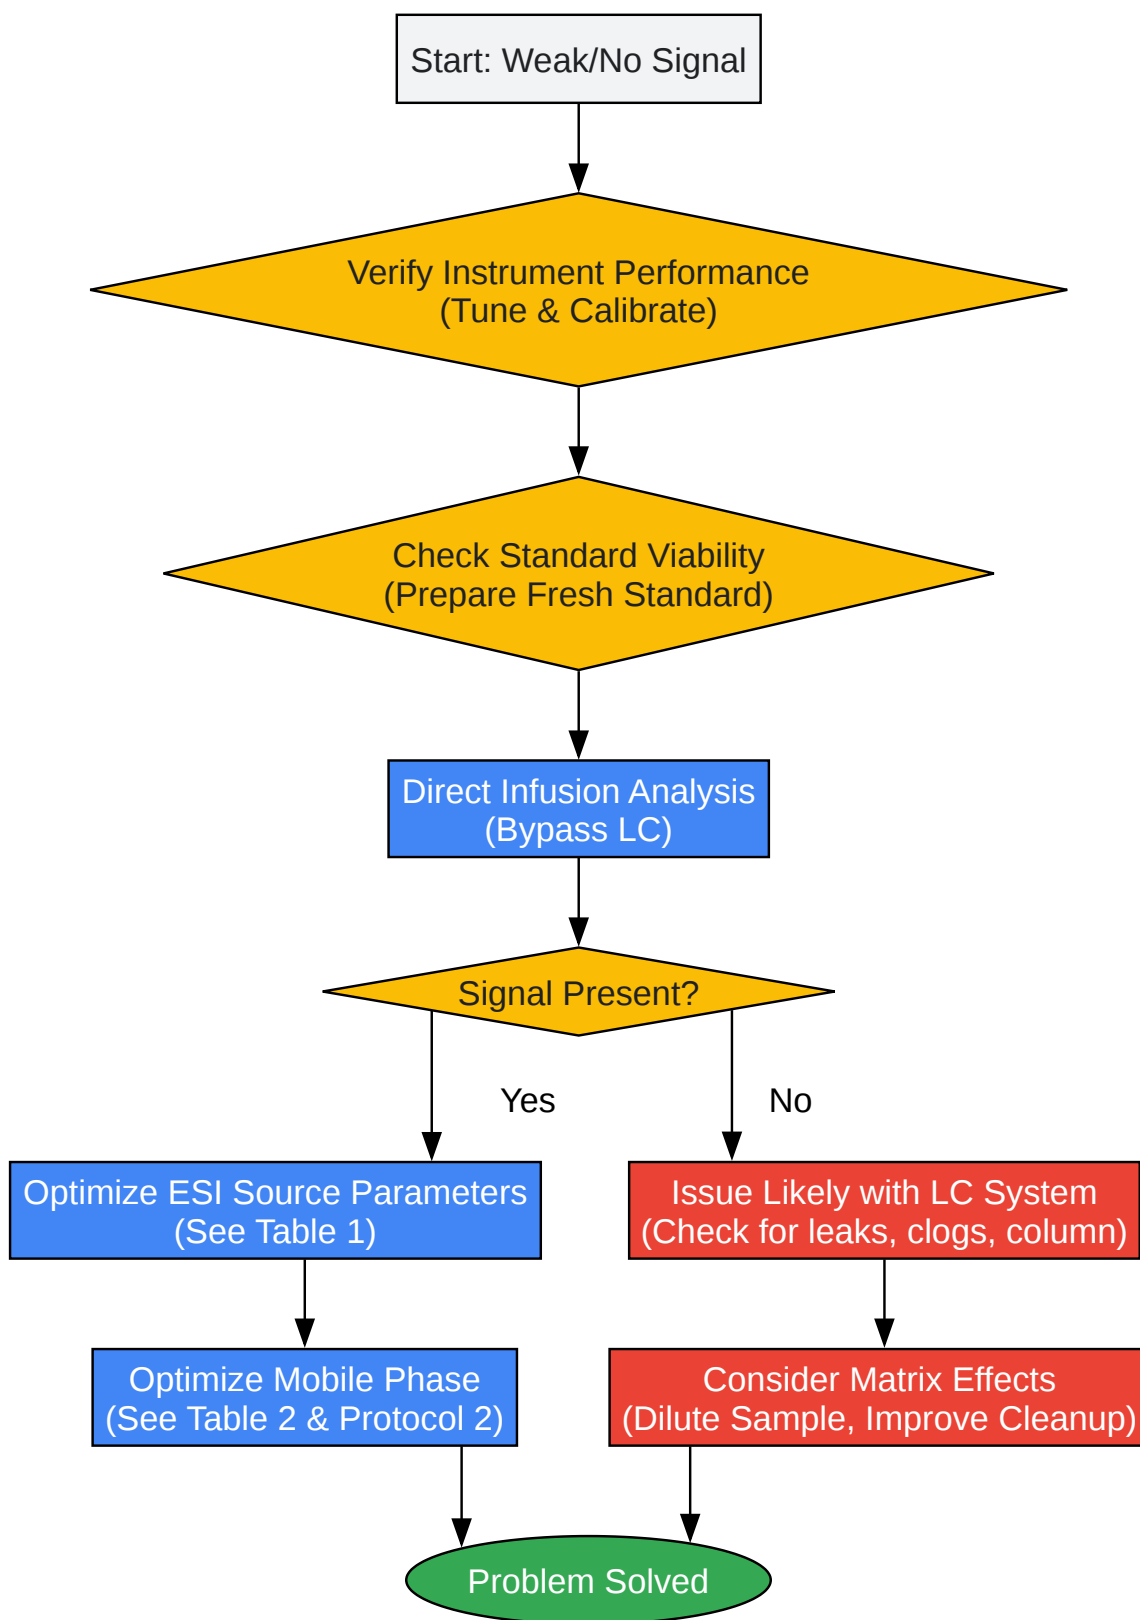 Start: Weak/No Signal
Verify Instrument Performance
(Tune & Calibrate)
Check Standard Viability
(Prepare Fresh Standard)
Direct Infusion Analysis
(Bypass LC)
Signal Present?
Yes
No
Optimize ESI Source Parameters
(See Table 1)
Issue Likely with LC System
(Check for leaks, clogs, column)
Optimize Mobile Phase
(See Table 2 & Protocol 2)
Consider Matrix Effects
(Dilute Sample, Improve Cleanup)
Problem Solved